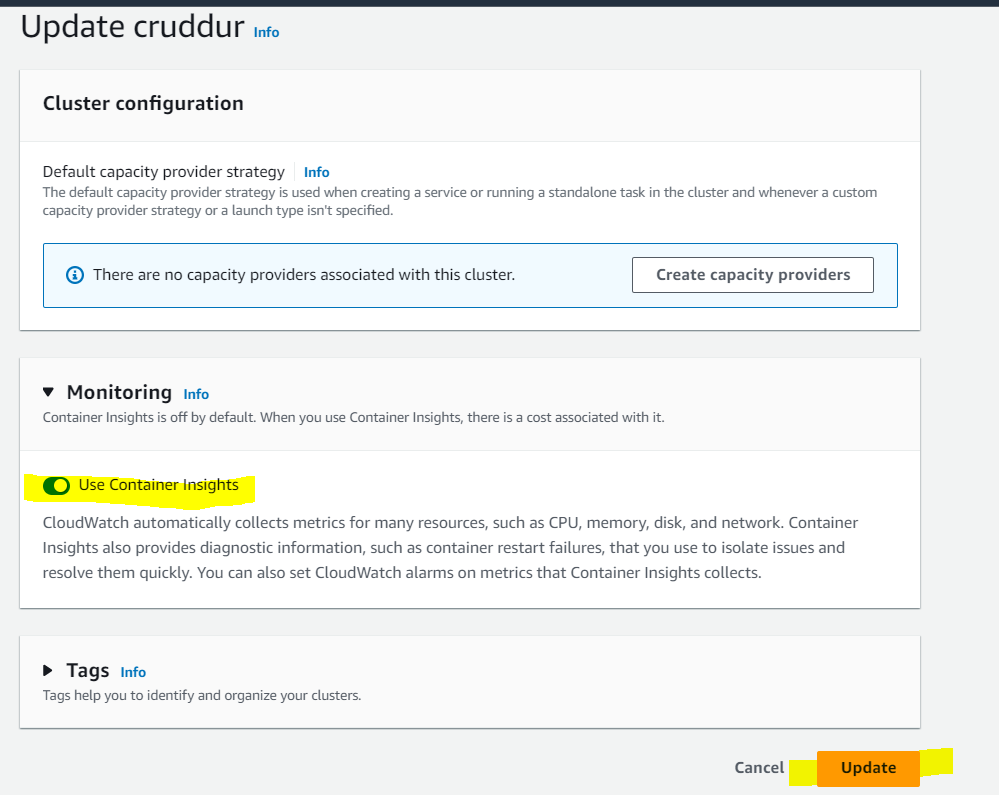 Update cruddur Info
Cluster configuration
Default capacity provider strategy Info
The default capacity provider strategy is used when creating a service or running a standalone task in the cluster and whenever a custom
capacity provider strategy or a launch type isn't specified.
There are no capacity providers associated with this cluster. Create capacity providers
Monitoring Info
Container Insights is off by default. When you use Container Insights, there is a cost associated with it.
Use Container Insights
CloudWatch automatically collects metrics for many resources, such as CPU, memory, disk, and network. Container
Insights also provides diagnostic information, such as container restart failures, that you use to isolate issues and
resolve them quickly. You can also set CloudWatch alarms on metrics that Container Insights collects.
Tags Info
Tags help you to identify and organize your clusters.
Cancel Update